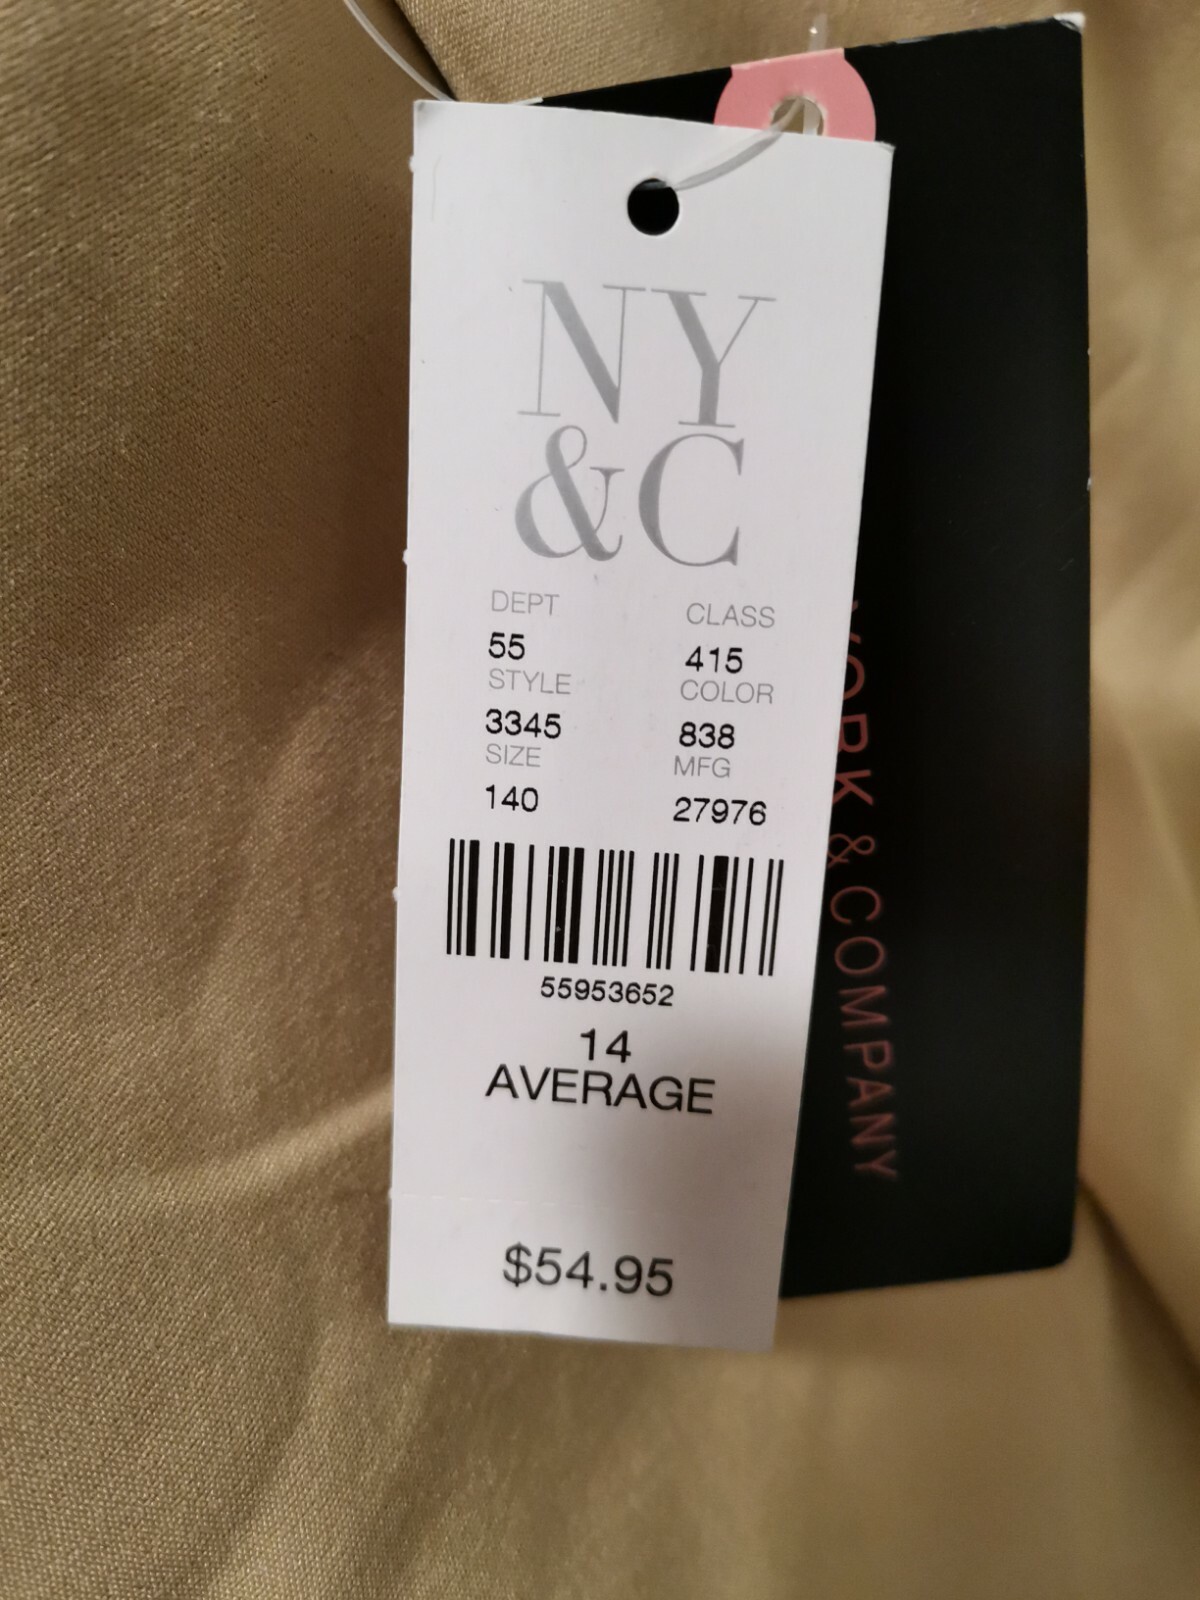 NY
&C
DEPT CLASS
55 415
STYLE COLOR
3345 838
SIZE MFG
140 27976
55953652
14
AVERAGE
$54.95
YORK & COMPANY